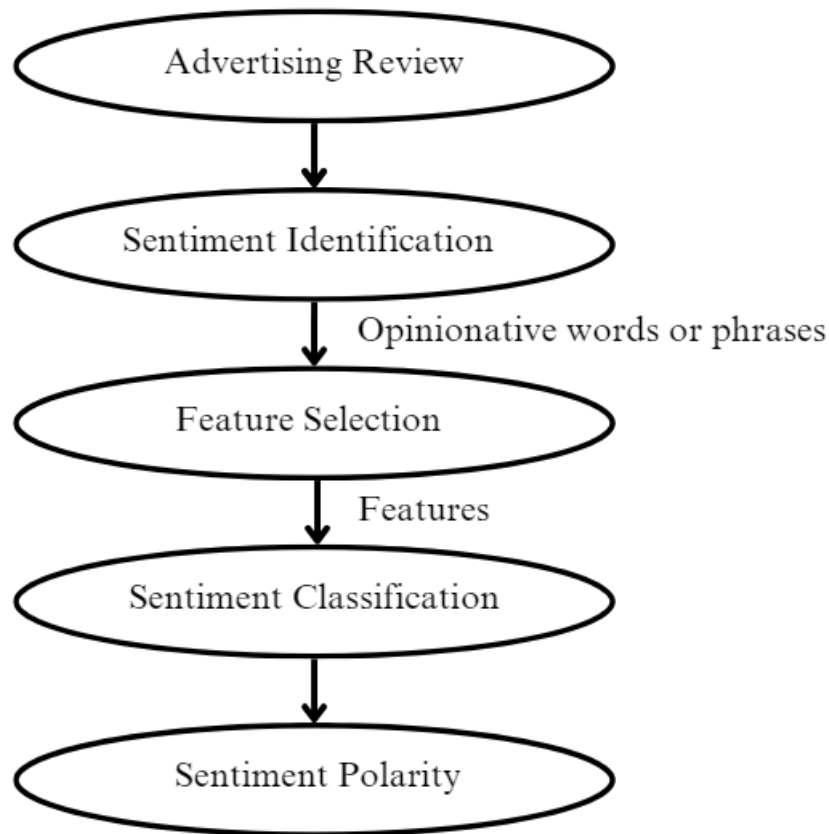 Advertising Review
Sentiment Identification
Opinionative words or phrases
Feature Selection
Features
Sentiment Classification
Sentiment Polarity